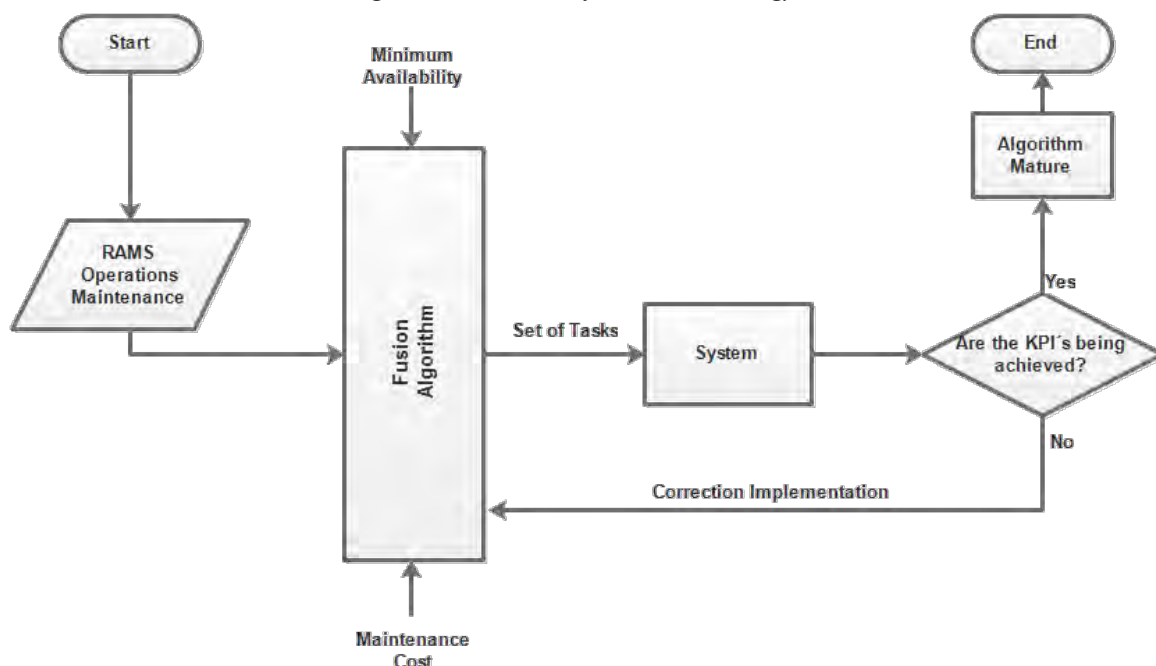 Start
Minimum
Availability
End
Algorithm
Mature
RAMS
Operations
Maintenance
Fusion
Algorithm
Set of Tasks
System
Yes
Are the KPI´s being
achieved?
No
Correction Implementation
Maintenance
Cost